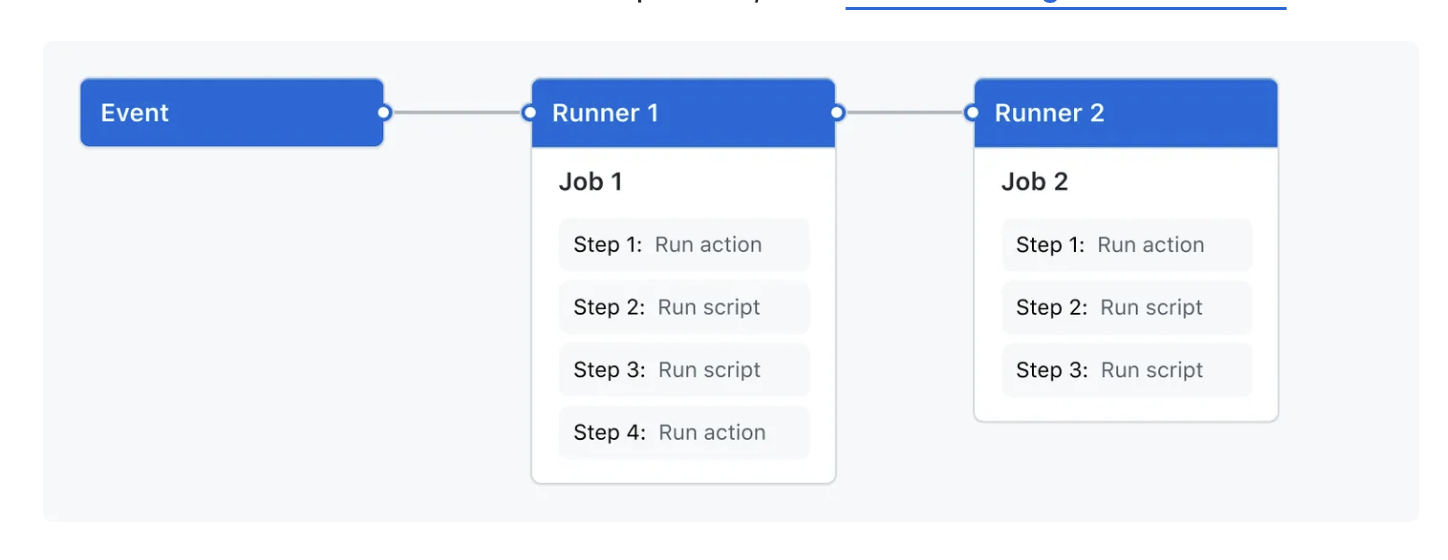 Event
Runner 1
Job 1
Step 1: Run action
Step 2: Run script
Step 3: Run script
Step 4: Run action
Runner 2
Job 2
Step 1: Run action
Step 2: Run script
Step 3: Run script